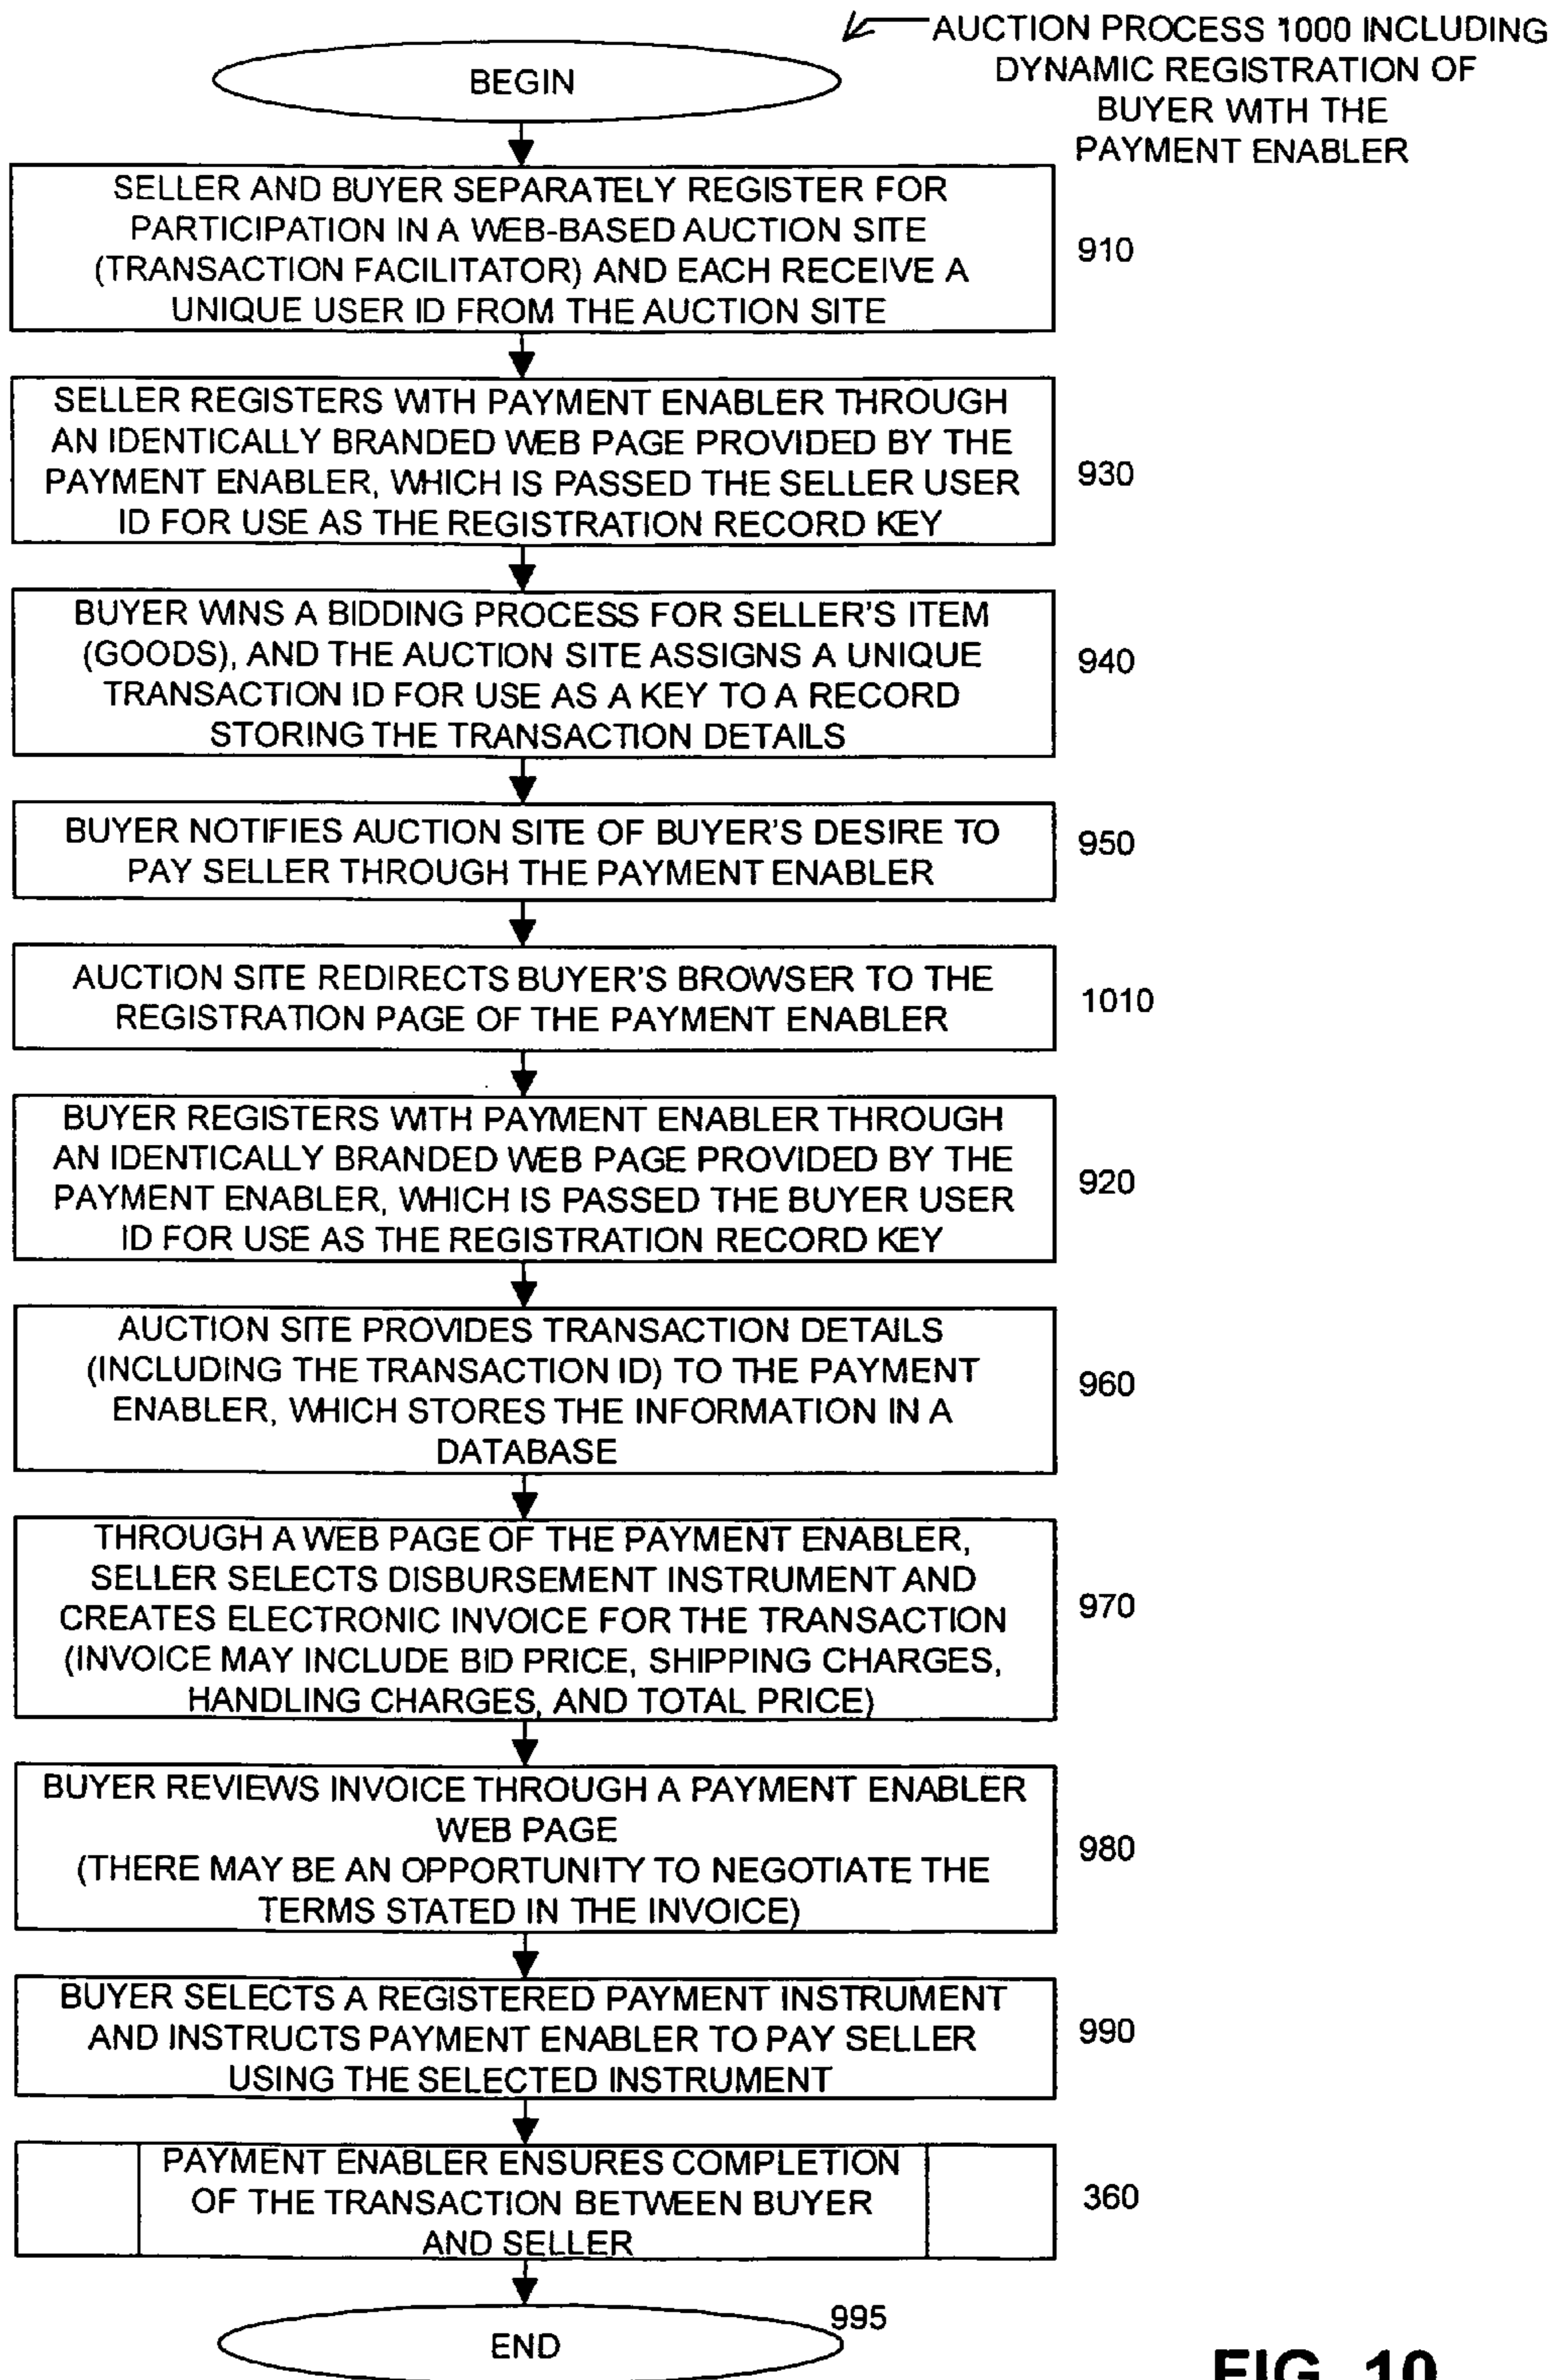 AUCTION PROCESS 1000 INCLUDING
DYNAMIC REGISTRATION OF
BUYER WITH THE
PAYMENT ENABLER
BEGIN
SELLER AND BUYER SEPARATELY REGISTER FOR
PARTICIPATION IN A WEB-BASED AUCTION SITE
(TRANSACTION FACILITATOR) AND EACH RECEIVE A
UNIQUE USER ID FROM THE AUCTION SITE
910
SELLER REGISTERS WITH PAYMENT ENABLER THROUGH
AN IDENTICALLY BRANDED WEB PAGE PROVIDED BY THE
PAYMENT ENABLER, WHICH IS PASSED THE SELLER USER
ID FOR USE AS THE REGISTRATION RECORD KEY
930
BUYER WINS A BIDDING PROCESS FOR SELLER'S ITEM
(GOODS), AND THE AUCTION SITE ASSIGNS A UNIQUE
TRANSACTION ID FOR USE AS A KEY TO A RECORD
STORING THE TRANSACTION DETAILS
940
BUYER NOTIFIES AUCTION SITE OF BUYER'S DESIRE TO
PAY SELLER THROUGH THE PAYMENT ENABLER
950
AUCTION SITE REDIRECTS BUYER'S BROWSER TO THE
REGISTRATION PAGE OF THE PAYMENT ENABLER
1010
BUYER REGISTERS WITH PAYMENT ENABLER THROUGH
AN IDENTICALLY BRANDED WEB PAGE PROVIDED BY THE
PAYMENT ENABLER, WHICH IS PASSED THE BUYER USER
ID FOR USE AS THE REGISTRATION RECORD KEY
920
AUCTION SITE PROVIDES TRANSACTION DETAILS
(INCLUDING THE TRANSACTION ID) TO THE PAYMENT
ENABLER, WHICH STORES THE INFORMATION IN A
DATABASE
960
THROUGH A WEB PAGE OF THE PAYMENT ENABLER,
SELLER SELECTS DISBURSEMENT INSTRUMENT AND
CREATES ELECTRONIC INVOICE FOR THE TRANSACTION
(INVOICE MAY INCLUDE BID PRICE, SHIPPING CHARGES,
HANDLING CHARGES, AND TOTAL PRICE)
970
BUYER REVIEWS INVOICE THROUGH A PAYMENT ENABLER
WEB PAGE
(THERE MAY BE AN OPPORTUNITY TO NEGOTIATE THE
TERMS STATED IN THE INVOICE)
980
BUYER SELECTS A REGISTERED PAYMENT INSTRUMENT
AND INSTRUCTS PAYMENT ENABLER TO PAY SELLER
USING THE SELECTED INSTRUMENT
990
PAYMENT ENABLER ENSURES COMPLETION
OF THE TRANSACTION BETWEEN BUYER
AND SELLER
360
END
995
FIG. 10